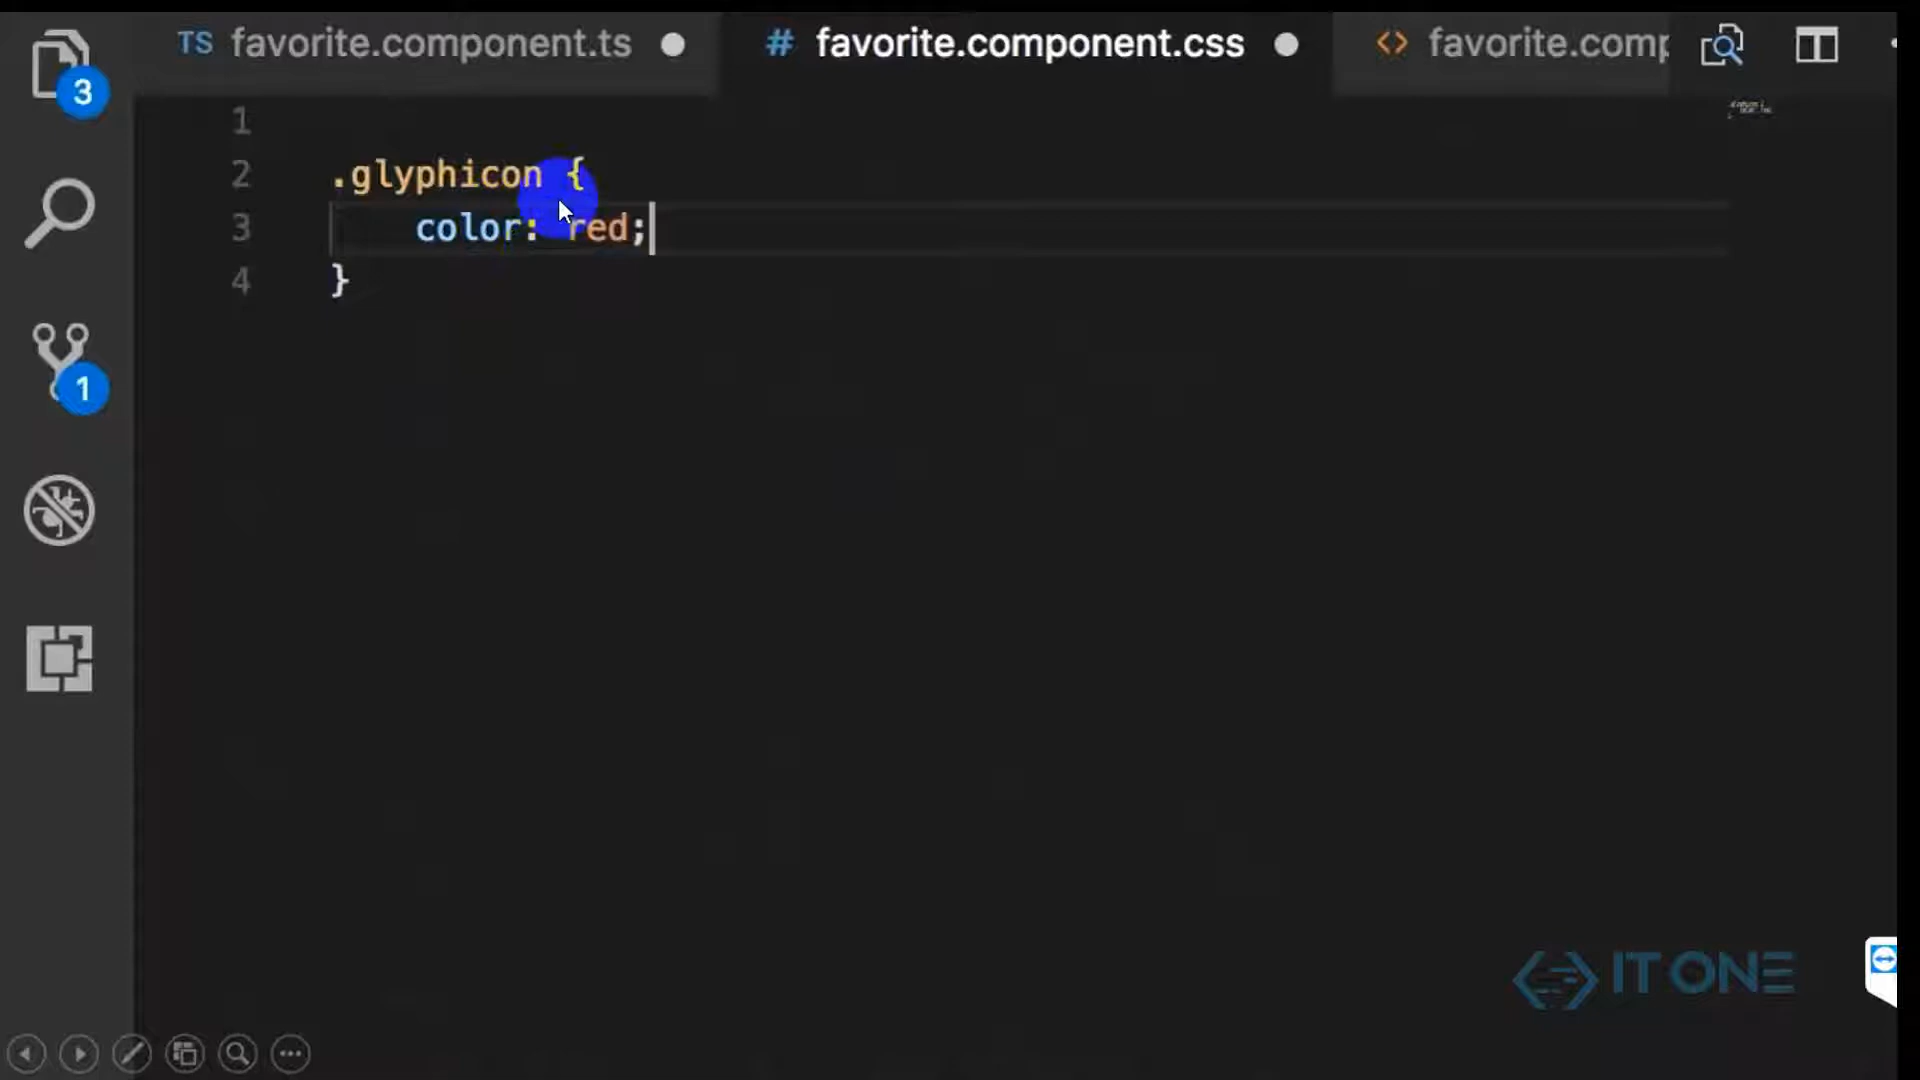 TS favorite.component.ts # favorite.component.css <> favorite.comp
3
1
2 .glyphicon {
3 color: red;
4 }
1
IT ONE